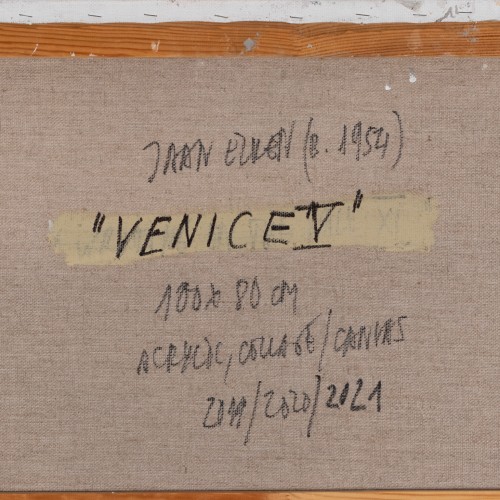 JAAN ELKEN (B. 1954)
"VENICE V"
100 x 80 CM
ACRYLIC, COLLAGE / CANVAS
2019/2020/2021